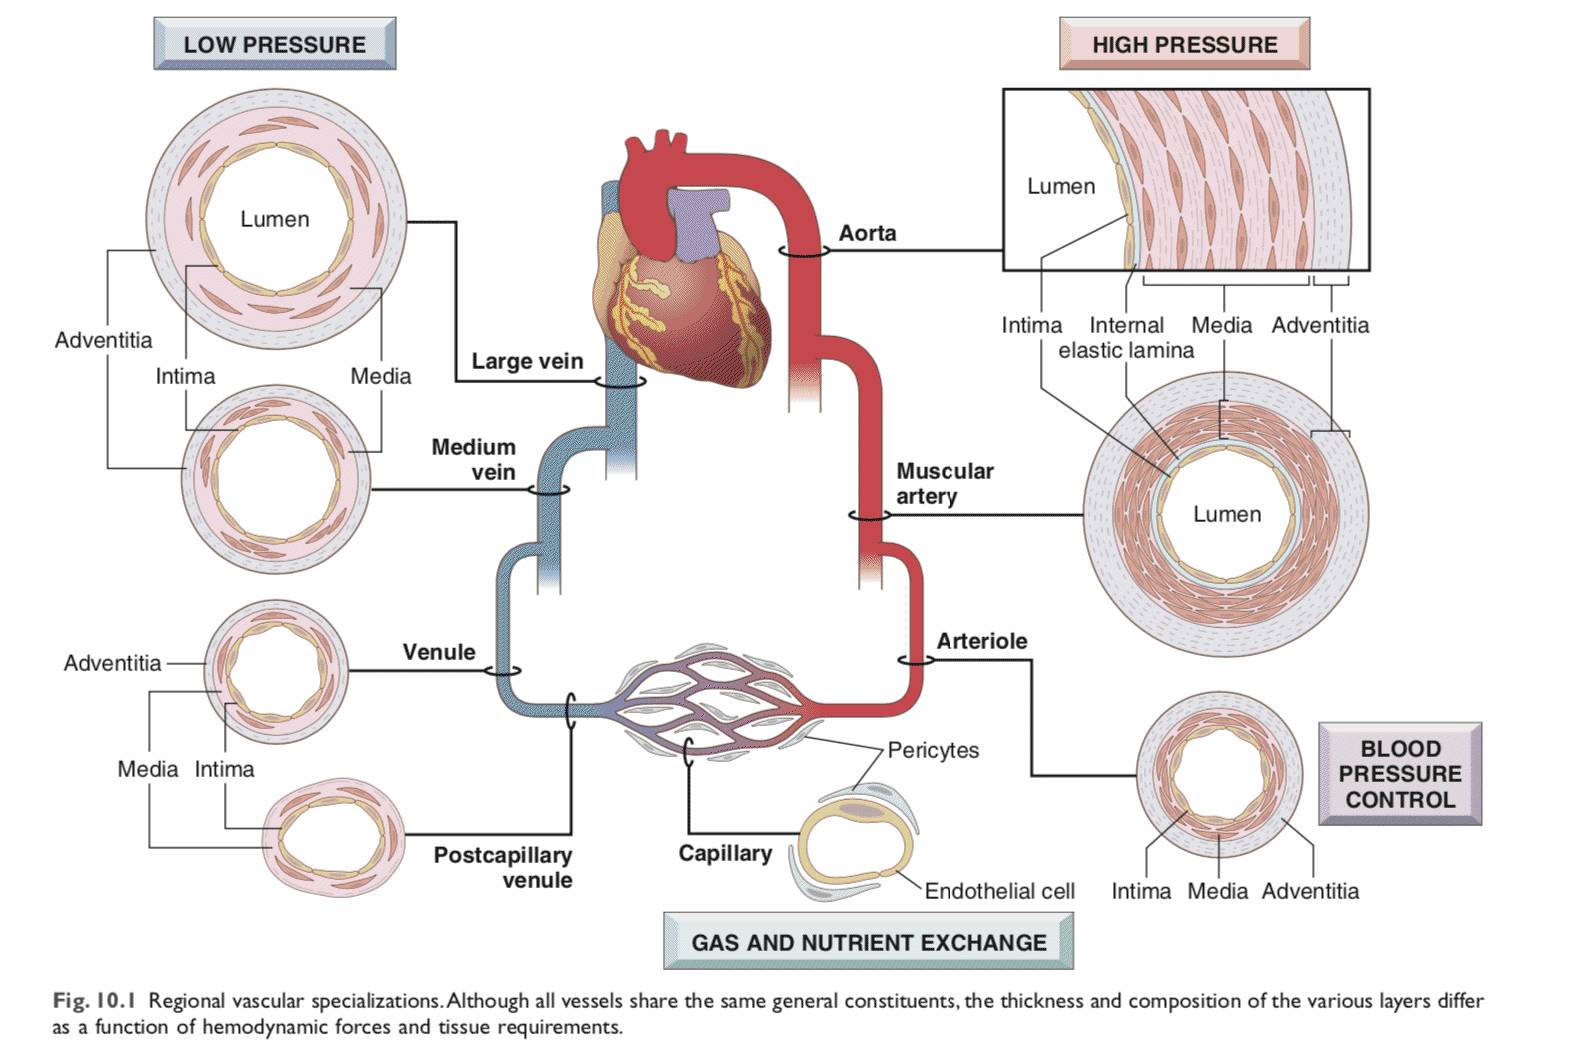 LOW PRESSURE
HIGH PRESSURE
Lumen
Lumen
Aorta
Adventitia
Intima
Media
Large vein
Intima
Internal
elastic lamina
Media
Adventitia
Medium
vein
Muscular
artery
Lumen
Adventitia
Venule
Arteriole
Media
Intima
Pericytes
BLOOD
PRESSURE
CONTROL
Postcapillary
venule
Capillary
Endothelial cell
Intima
Media
Adventitia
GAS AND NUTRIENT EXCHANGE
Fig. 10.1 Regional vascular specializations. Although all vessels share the same general constituents, the thickness and composition of the various layers differ
as a function of hemodynamic forces and tissue requirements.